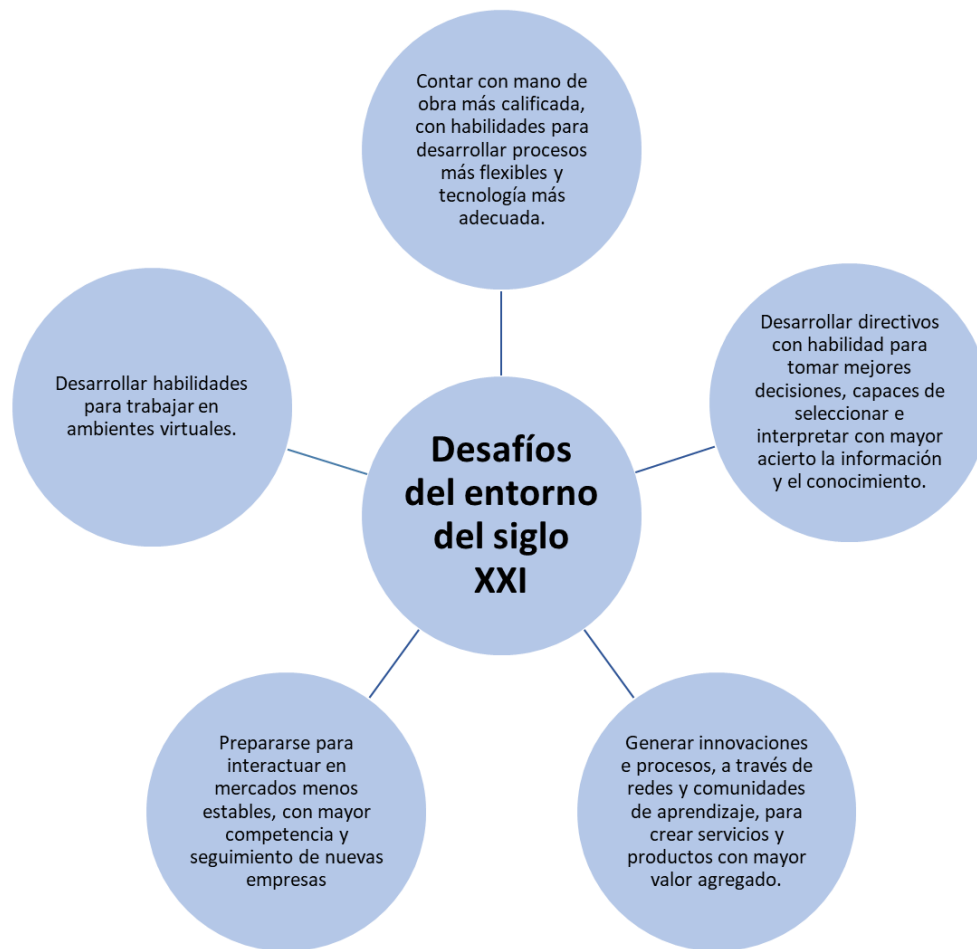 Contar con mano de
obra más calificada,
con habilidades para
desarrollar procesos
más flexibles y
tecnología más
adecuada.
Desarrollar directivos
con habilidad para
tomar mejores
decisiones, capaces de
seleccionar e
interpretar con mayor
acierto la información
y el conocimiento.
Generar innovaciones
e procesos, a través de
redes y comunidades
de aprendizaje, para
crear servicios y
productos con mayor
valor agregado.
Prepararse para
interactuar en
mercados menos
estables, con mayor
competencia y
seguimiento de nuevas
empresas
Desarrollar habilidades
para trabajar en
ambientes virtuales.
Desafíos
del entorno
del siglo
XXI